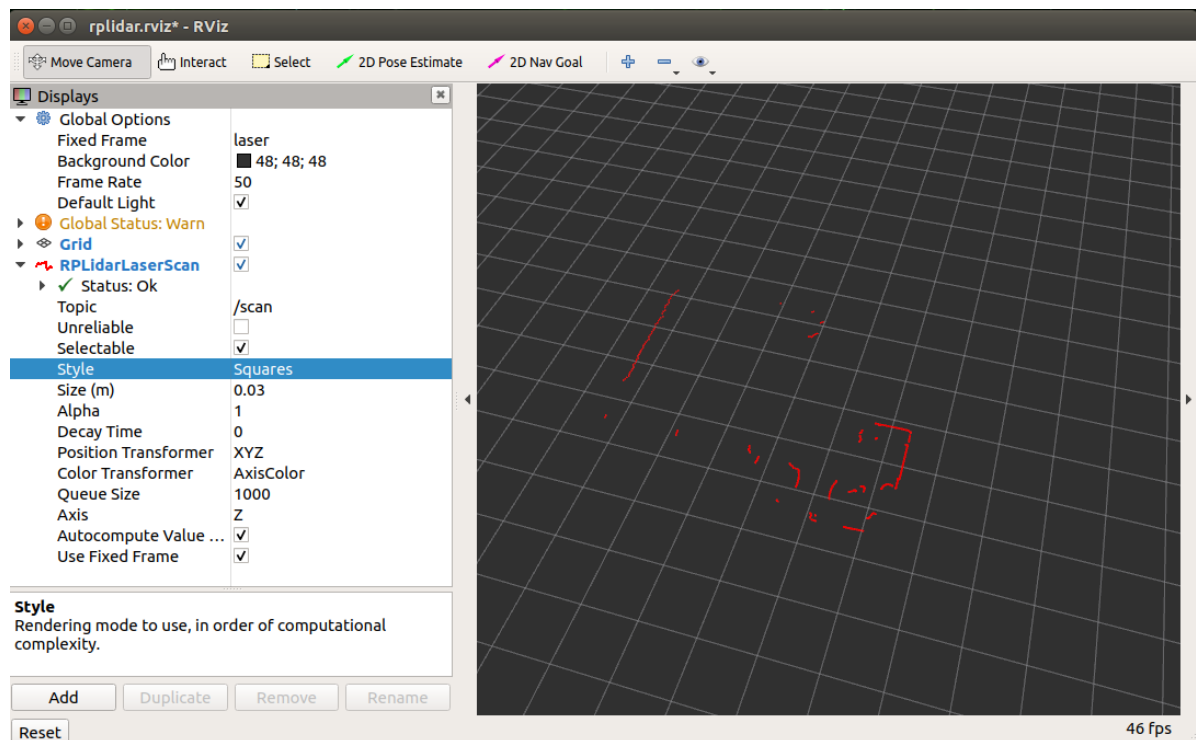 rplidar.rviz* - RViz
Move Camera Interact Select 2D Pose Estimate 2D Nav Goal
Displays
Global Options
Fixed Frame laser
Background Color 48; 48; 48
Frame Rate 50
Default Light
Global Status: Warn
Grid
RPLidarLaserScan
Status: Ok
Topic /scan
Unreliable
Selectable
Style Squares
Size (m) 0.03
Alpha 1
Decay Time 0
Position Transformer XYZ
Color Transformer AxisColor
Queue Size 1000
Axis Z
Autocompute Value ...
Use Fixed Frame
Style
Rendering mode to use, in order of computational
complexity.
Add Duplicate Remove Rename
Reset 46 fps